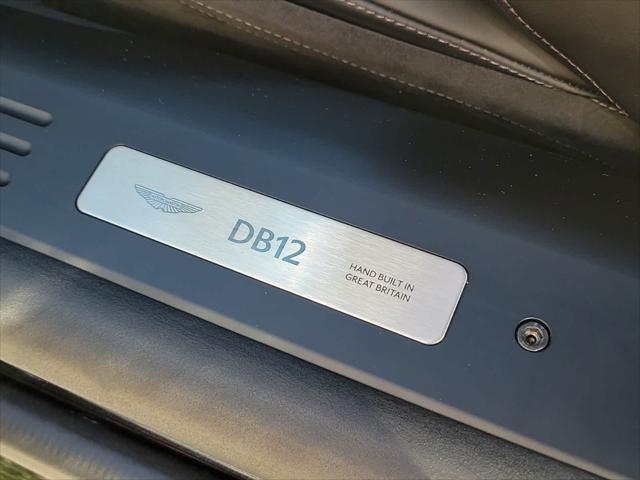 DB12
HAND BUILT IN
GREAT BRITAIN